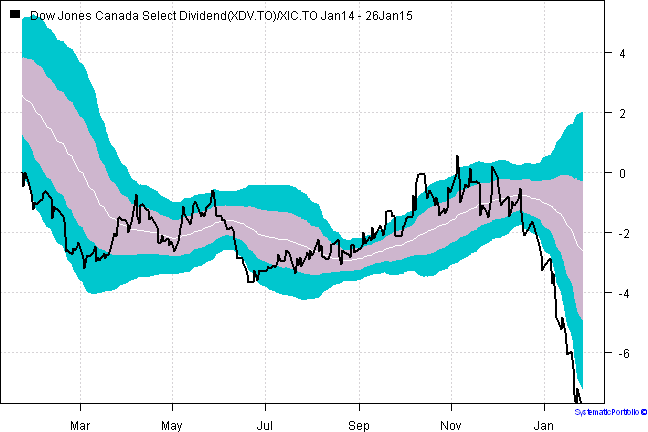 Dow Jones Canada Select Dividend(XDV.TO)/XIC.TO Jan14 - 26Jan15
4
2
0
-2
-4
-6
Mar May Jul Sep Nov Jan
SystematicPortfolio ©